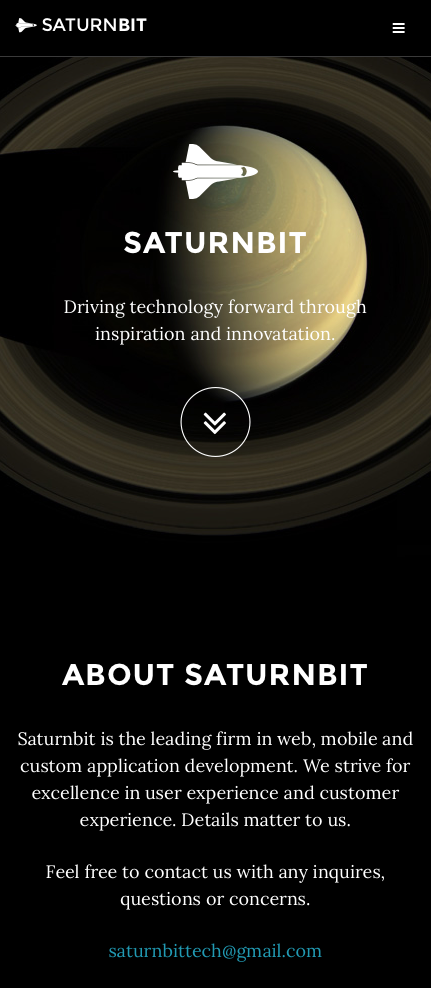 SATURNBIT
SATURNBIT
Driving technology forward through
inspiration and innovatation.
ABOUT SATURNBIT
Saturnbit is the leading firm in web, mobile and
custom application development. We strive for
excellence in user experience and customer
experience. Details matter to us.
Feel free to contact us with any inquires,
questions or concerns.
saturnbittech@gmail.com